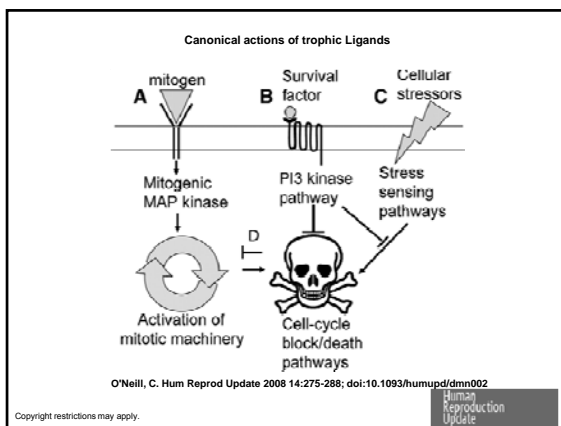 Canonical actions of trophic Ligands
A
mitogen
B
Survival
factor
C
Cellular
stressors
Mitogenic
MAP kinase
PI3 kinase
pathway
Stress
sensing
pathways
D
Activation of
mitotic machinery
Cell-cycle
block/death
pathways
O'Neill, C. Hum Reprod Update 2008 14:275-288; doi:10.1093/humupd/dmn002
Copyright restrictions may apply.
Human
Reproduction
Update